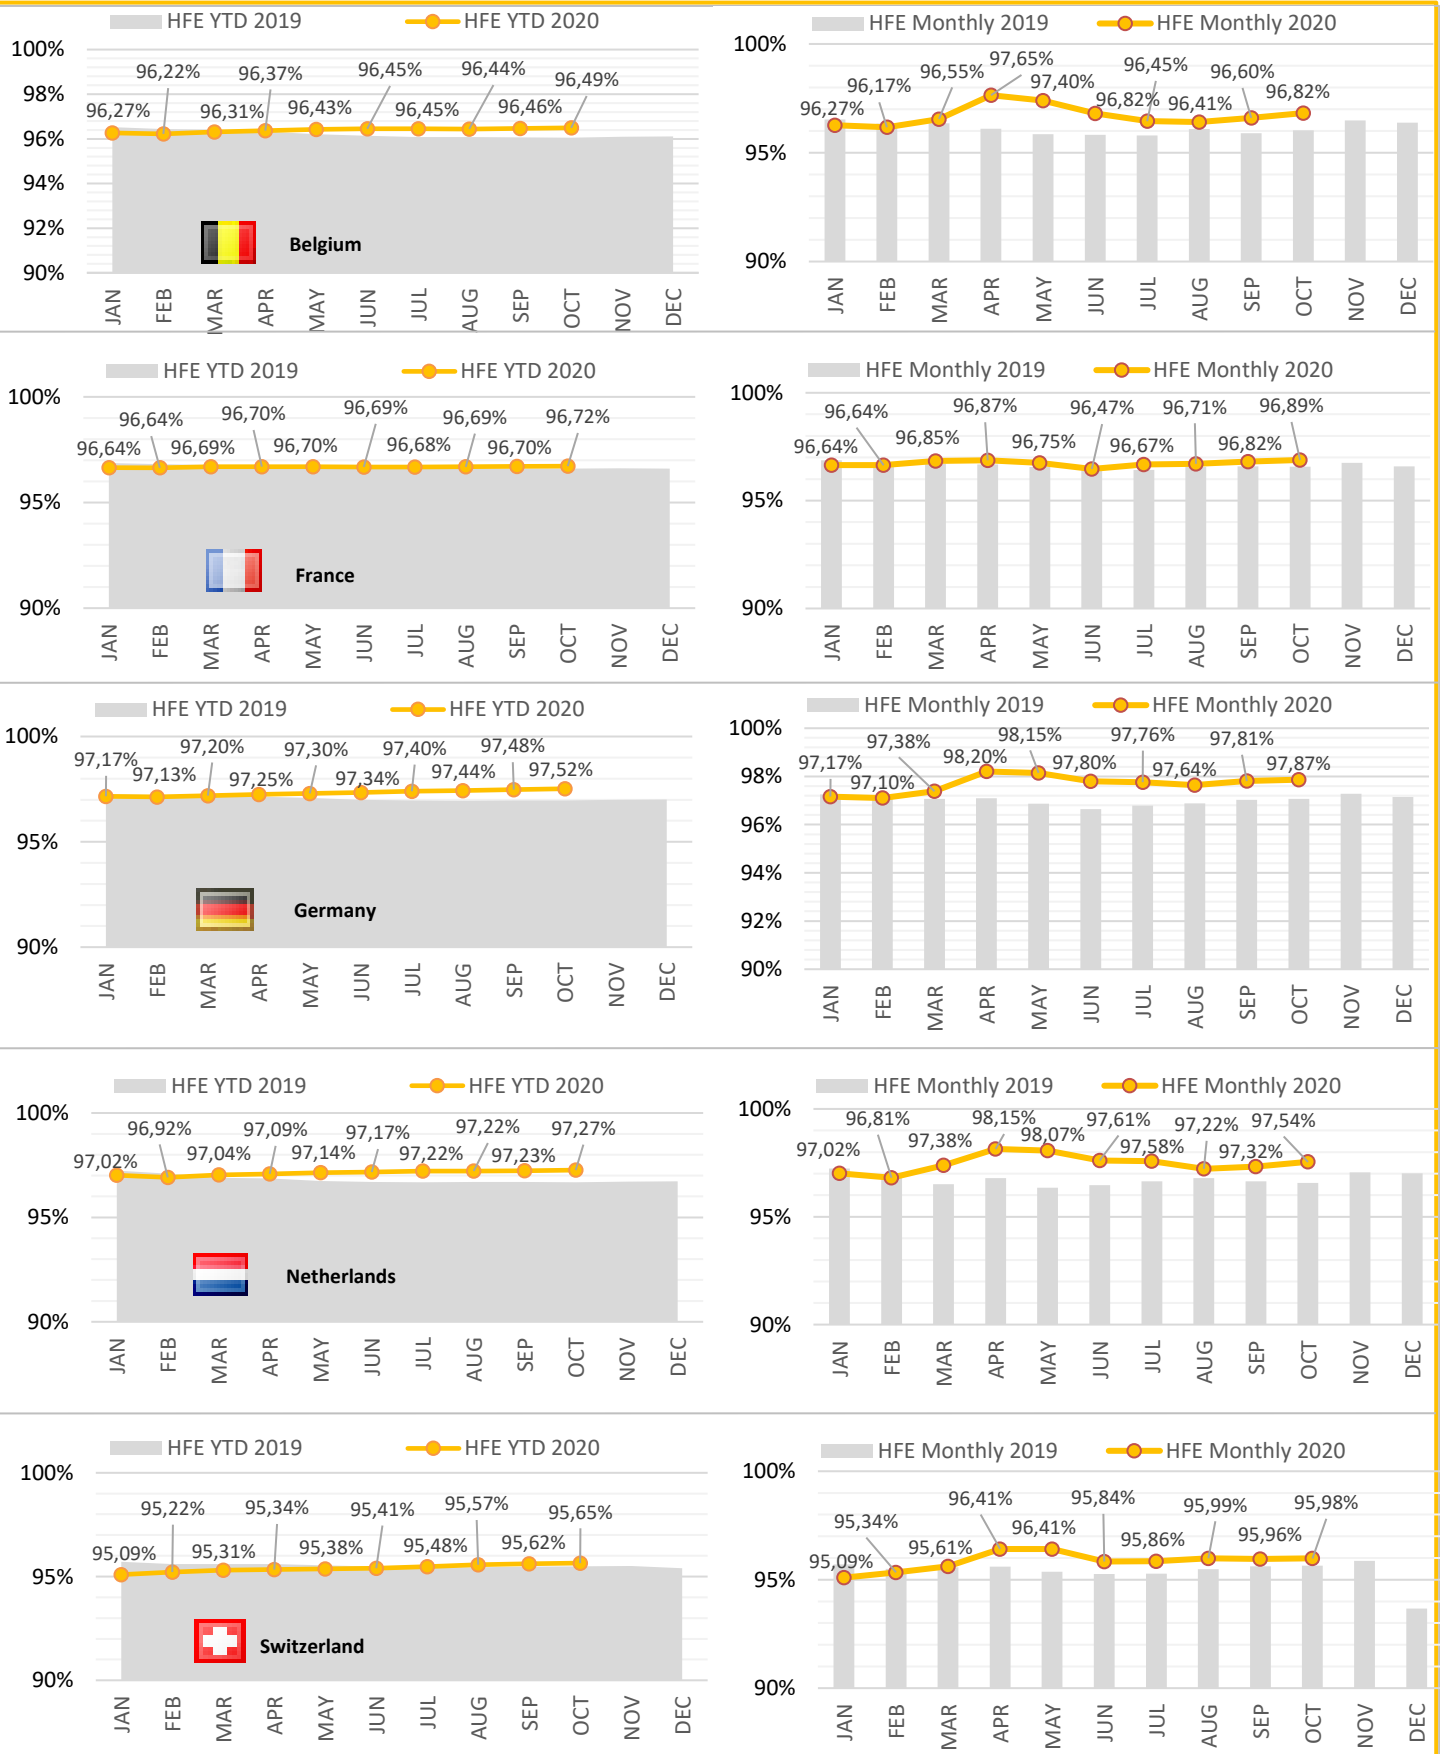 HFE YTD 2019 HFE YTD 2020
100%
98%
96%
94%
92%
90%
96,27% 96,22% 96,31% 96,37% 96,43% 96,45% 96,45% 96,44% 96,46% 96,49%
Belgium
JAN FEB MAR APR MAY JUN JUL AUG SEP OCT NOV DEC
HFE Monthly 2019 HFE Monthly 2020
100%
95%
90%
96,27% 96,17% 96,55% 97,65% 97,40% 96,82% 96,45% 96,41% 96,60% 96,82%
JAN FEB MAR APR MAY JUN JUL AUG SEP OCT NOV DEC
HFE YTD 2019 HFE YTD 2020
100%
95%
90%
96,64% 96,64% 96,69% 96,70% 96,70% 96,69% 96,68% 96,69% 96,70% 96,72%
France
JAN FEB MAR APR MAY JUN JUL AUG SEP OCT NOV DEC
HFE Monthly 2019 HFE Monthly 2020
100%
95%
90%
96,64% 96,64% 96,85% 96,87% 96,75% 96,47% 96,67% 96,71% 96,82% 96,89%
JAN FEB MAR APR MAY JUN JUL AUG SEP OCT NOV DEC
HFE YTD 2019 HFE YTD 2020
100%
95%
90%
97,17% 97,13% 97,20% 97,25% 97,30% 97,34% 97,40% 97,44% 97,48% 97,52%
Germany
JAN FEB MAR APR MAY JUN JUL AUG SEP OCT NOV DEC
HFE Monthly 2019 HFE Monthly 2020
100%
98%
96%
94%
92%
90%
97,17% 97,10% 97,38% 98,20% 98,15% 97,80% 97,76% 97,64% 97,81% 97,87%
JAN FEB MAR APR MAY JUN JUL AUG SEP OCT NOV DEC
HFE YTD 2019 HFE YTD 2020
100%
95%
90%
97,02% 96,92% 97,04% 97,09% 97,14% 97,17% 97,22% 97,22% 97,23% 97,27%
Netherlands
JAN FEB MAR APR MAY JUN JUL AUG SEP OCT NOV DEC
HFE Monthly 2019 HFE Monthly 2020
100%
95%
90%
97,02% 96,81% 97,38% 98,15% 98,07% 97,61% 97,58% 97,22% 97,32% 97,54%
JAN FEB MAR APR MAY JUN JUL AUG SEP OCT NOV DEC
HFE YTD 2019 HFE YTD 2020
100%
95%
90%
95,09% 95,22% 95,31% 95,34% 95,38% 95,41% 95,48% 95,57% 95,62% 95,65%
Switzerland
JAN FEB MAR APR MAY JUN JUL AUG SEP OCT NOV DEC
HFE Monthly 2019 HFE Monthly 2020
100%
95%
90%
95,09% 95,34% 95,61% 96,41% 96,41% 95,84% 95,86% 95,99% 95,96% 95,98%
JAN FEB MAR APR MAY JUN JUL AUG SEP OCT NOV DEC